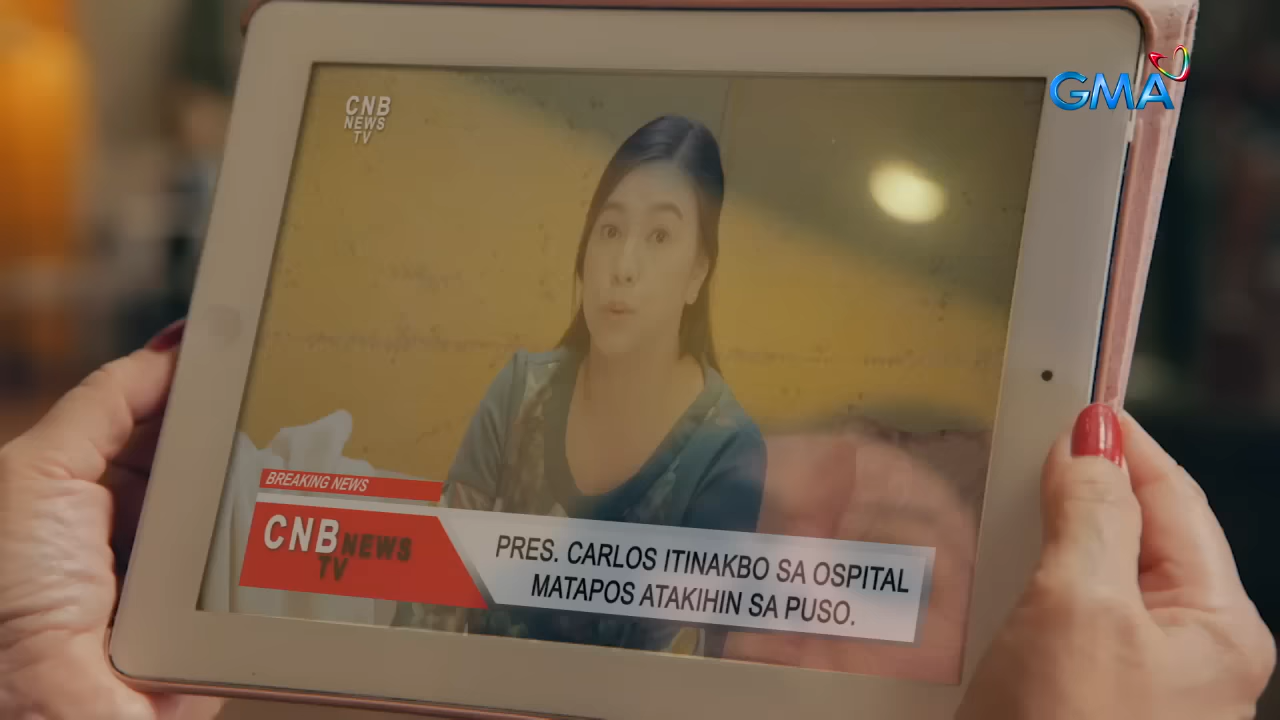 GMA
CNB
NEWS
TV
BREAKING NEWS
CNB NEWS
TV
PRES. CARLOS ITINAKBO SA OSPITAL
MATAPOS ATAKIHIN SA PUSO.